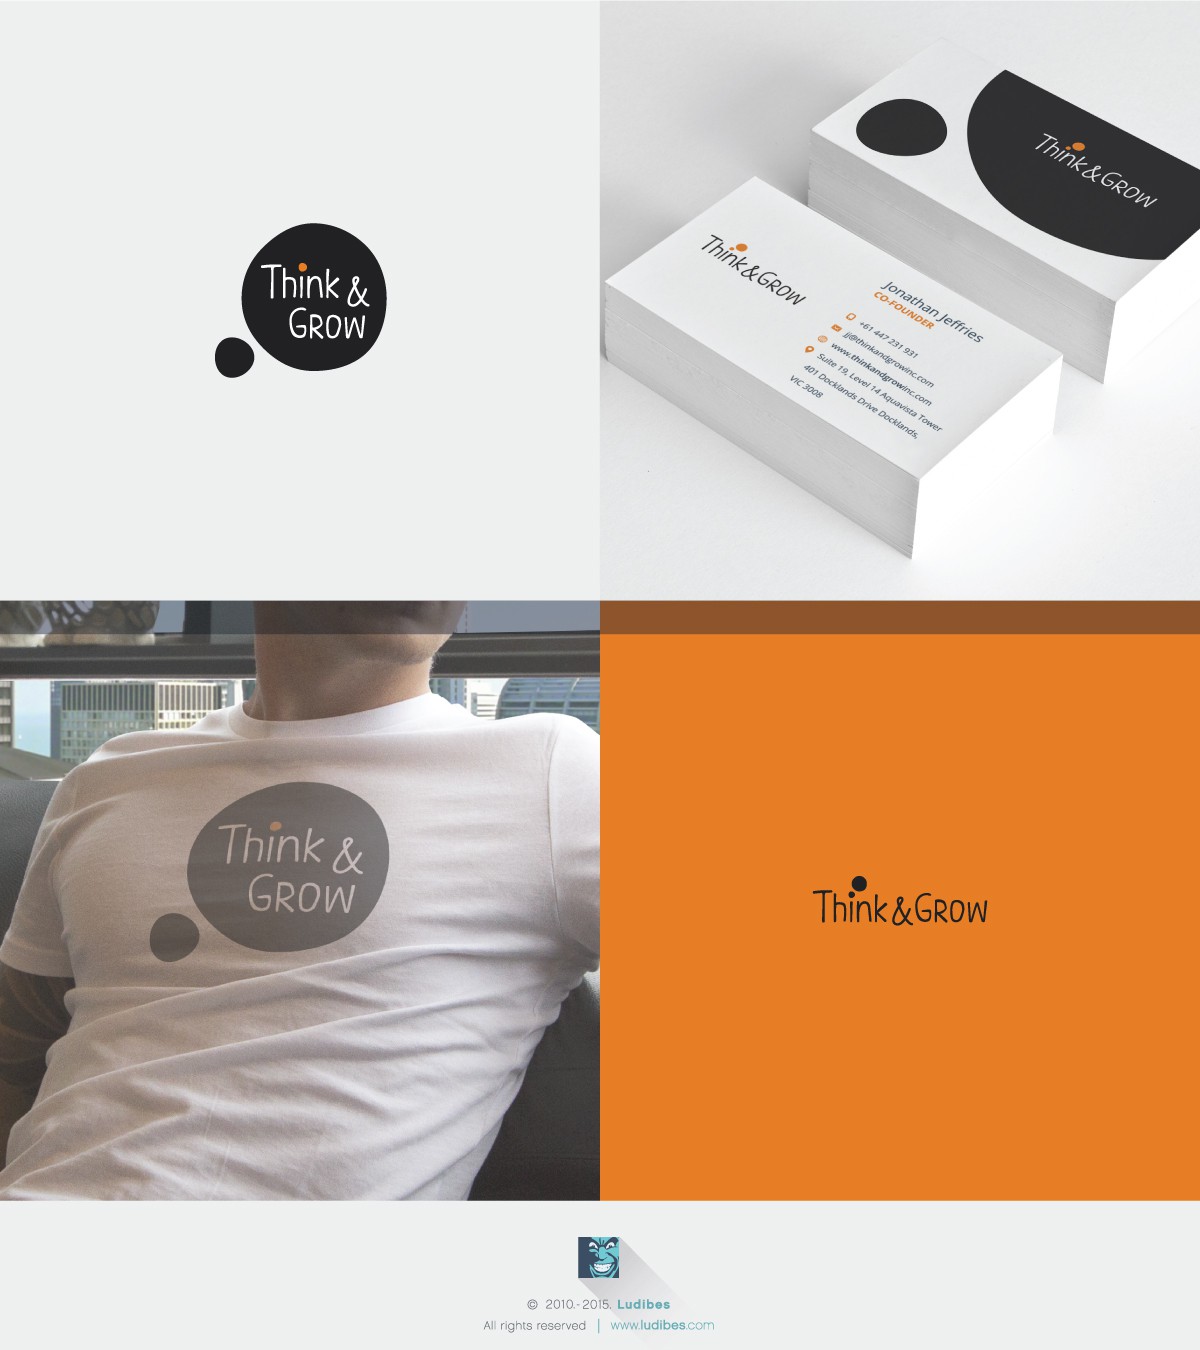 Think &
GROW
Think&GROW
Think&GROW
Jonathan Jeffries
CO-FOUNDER
+61 447 231 931
jj@thinkandgrowinc.com
www.thinkandgrowinc.com
Suite 19, Level 14 Aquavista Tower
401 Docklands Drive Docklands,
VIC 3008
Think &
GROW
Think&GROW
© 2010.-2015. Ludibes
All rights reserved | www.ludibes.com